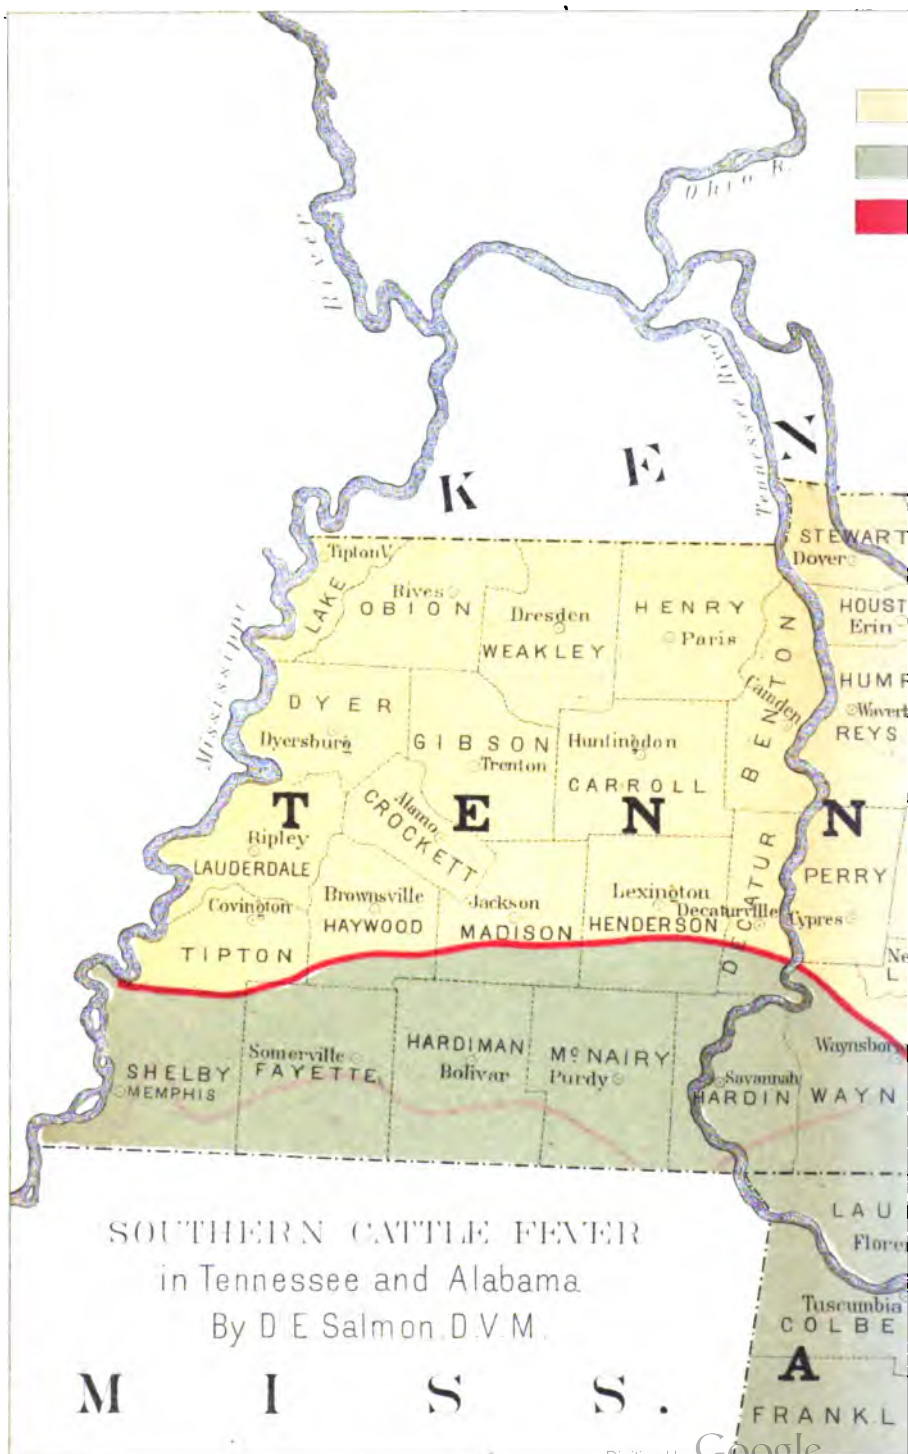 Ohio R.
River
Tennessee River
K E N
STEWART
Dover
Tipton V.
LAKE
Rives
OBION
Dresden
WEAKLEY
HENRY
Paris
BENTON
Camden
HOUST
Erin
HUMP
Wavert
REYS
Mississippi
DYER
Dyersburg
GIBSON
Trenton
Huntingdon
CARROLL
Alamo
CROCKETT
T E N N
Ripley
LAUDERDALE
Covington
TIPTON
Brownsville
HAYWOOD
Jackson
MADISON
Lexington
HENDERSON
Decaturville
DECATUR
PERRY
Cypres
Ne
L
SHELBY
MEMPHIS
Somerville
FAYETTE
HARDIMAN
Bolivar
McNAIRY
Purdy
Savannah
HARDIN
Waynsbor
WAYN
SOUTHERN CATTLE FEVER
in Tennessee and Alabama
By D E Salmon. D.V.M.
M I S S.
LAU
Flore
Tuscumbia
COLBE
A
FRANKL
Google